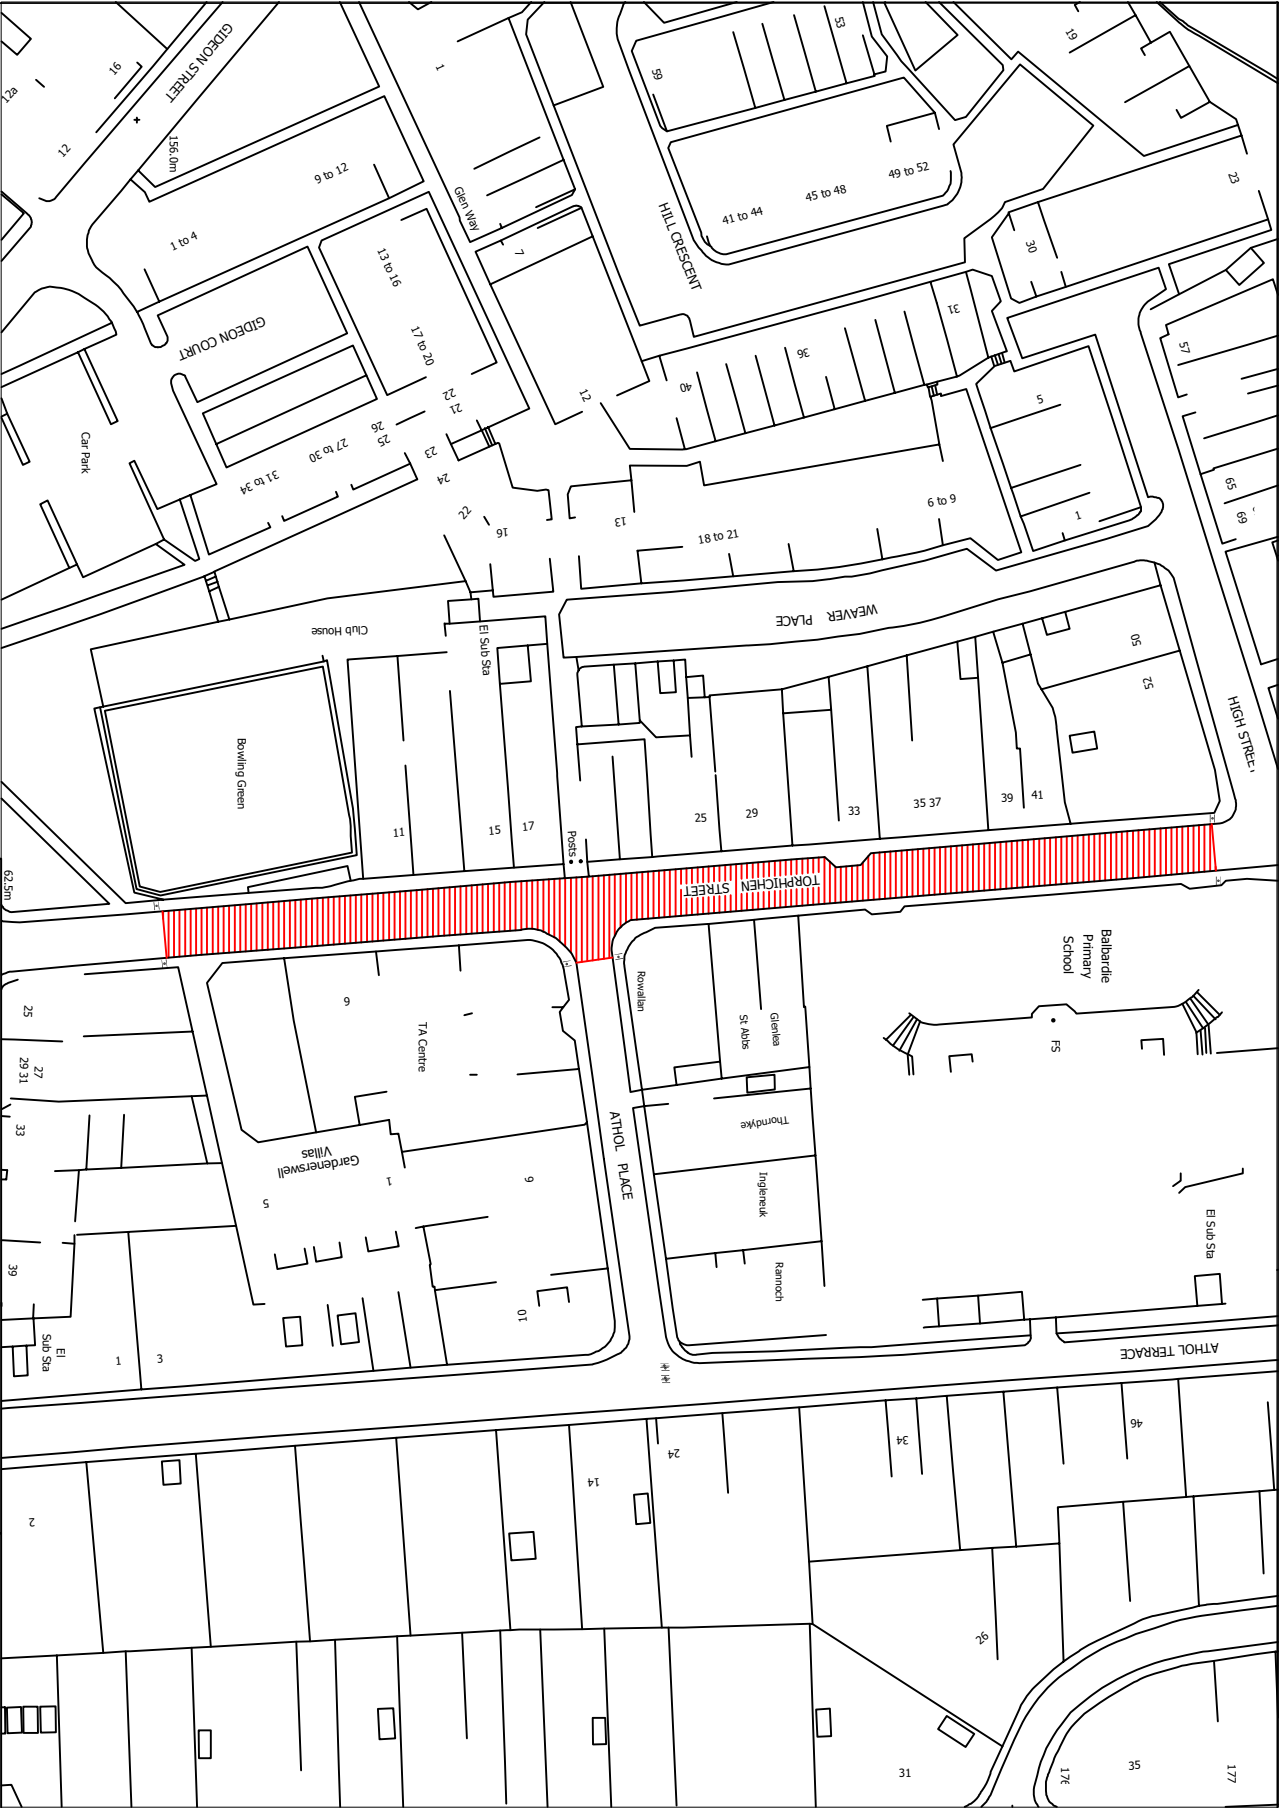 GIDEON STREET
16
12a
12
156.0m
1
53
59
19
9 to 12
Glen Way
49 to 52
45 to 48
41 to 44
HILL CRESCENT
23
1 to 4
7
30
13 to 16
GIDEON COURT
17 to 20
31
36
57
40
12
5
22
21
26
25
27 to 30
23
31 to 34
24
Car Park
22
16
13
18 to 21
6 to 9
1
65
69
WEAVER PLACE
Club House
El Sub Sta
50
52
HIGH STREET
Bowling Green
11
15
17
25
29
33
35 37
39
41
Posts
62.5m
TORPHICHEN STREET
Balbardie
Primary
School
25
9
TA Centre
Rowallan
St Abbs
Glenlea
FS
27
29 31
33
ATHOL PLACE
Thorndyke
Gardenerswell
Villas
1
5
9
Ingleneuk
El Sub Sta
39
Rannoch
10
El
Sub Sta
1
3
ATHOL TERRACE
24
34
46
14
2
26
31
35
177